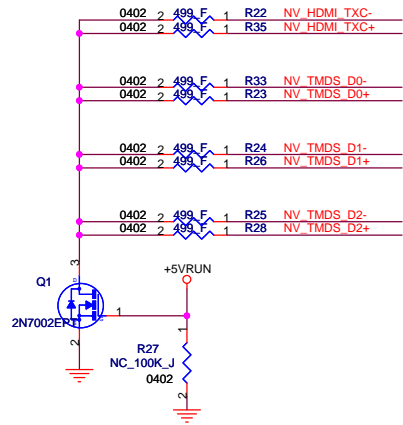 0402 2 499_F 1 R22 NV_HDMI_TXC-
0402 2 499_F 1 R35 NV_HDMI_TXC+
0402 2 499_F 1 R33 NV_TMDS_D0-
0402 2 499_F 1 R23 NV_TMDS_D0+
0402 2 499_F 1 R24 NV_TMDS_D1-
0402 2 499_F 1 R26 NV_TMDS_D1+
0402 2 499_F 1 R25 NV_TMDS_D2-
0402 2 499_F 1 R28 NV_TMDS_D2+
3
Q1
+5VRUN
1
2N7002EPT
2
1
R27
NC_100K_J
0402
2